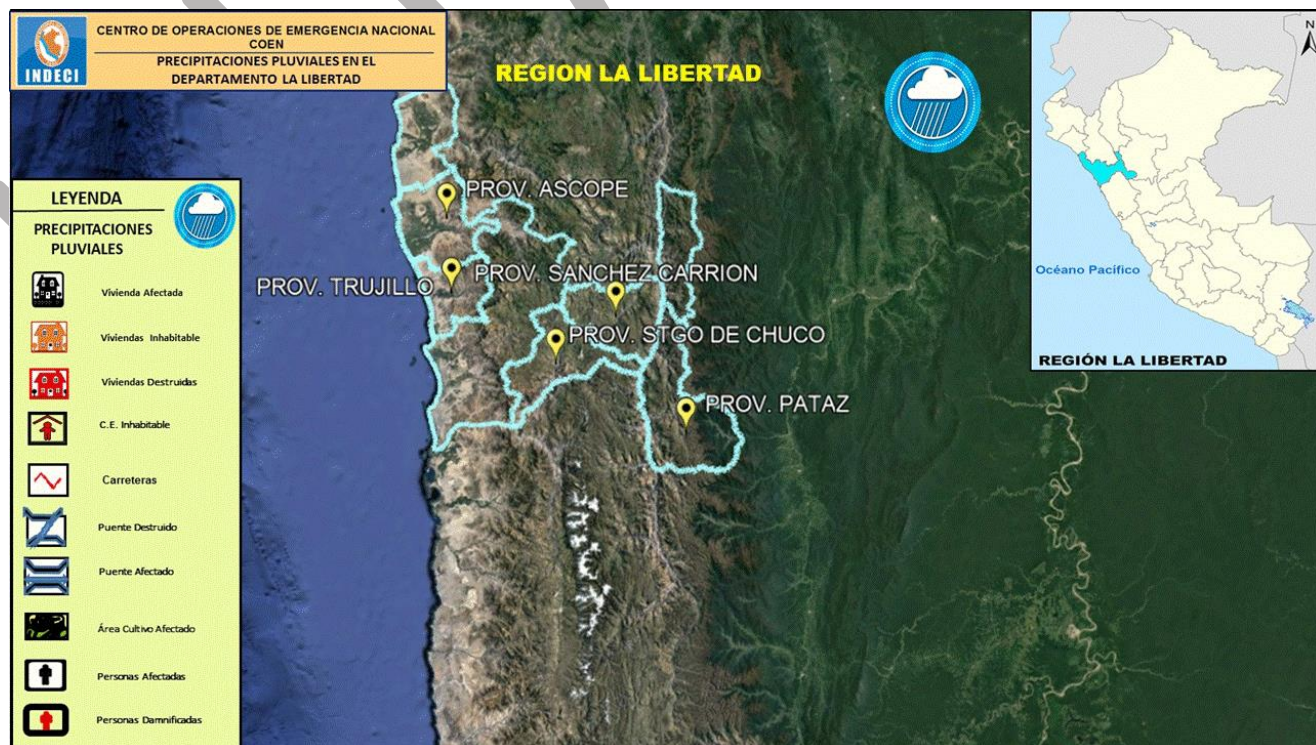 INDECI
CENTRO DE OPERACIONES DE EMERGENCIA NACIONAL
COEN
PRECIPITACIONES PLUVIALES EN EL
DEPARTAMENTO LA LIBERTAD
REGION LA LIBERTAD
N
Océano Pacífico
REGIÓN LA LIBERTAD
LEYENDA
PRECIPITACIONES
PLUVIALES
Vivienda Afectada
Viviendas Inhabitable
Viviendas Destruidas
C.E. Inhabitable
Carreteras
Puente Destruido
Puente Afectado
Área Cultivo Afectado
Personas Afectadas
Personas Damnificadas
PROV. ASCOPE
PROV. TRUJILLO
PROV. SANCHEZ CARRION
PROV. STGO DE CHUCO
PROV. PATAZ